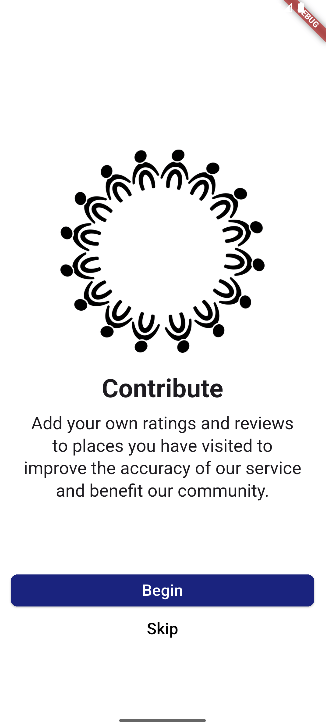 DEBUG
Contribute
Add your own ratings and reviews
to places you have visited to
improve the accuracy of our service
and benefit our community.
Begin
Skip